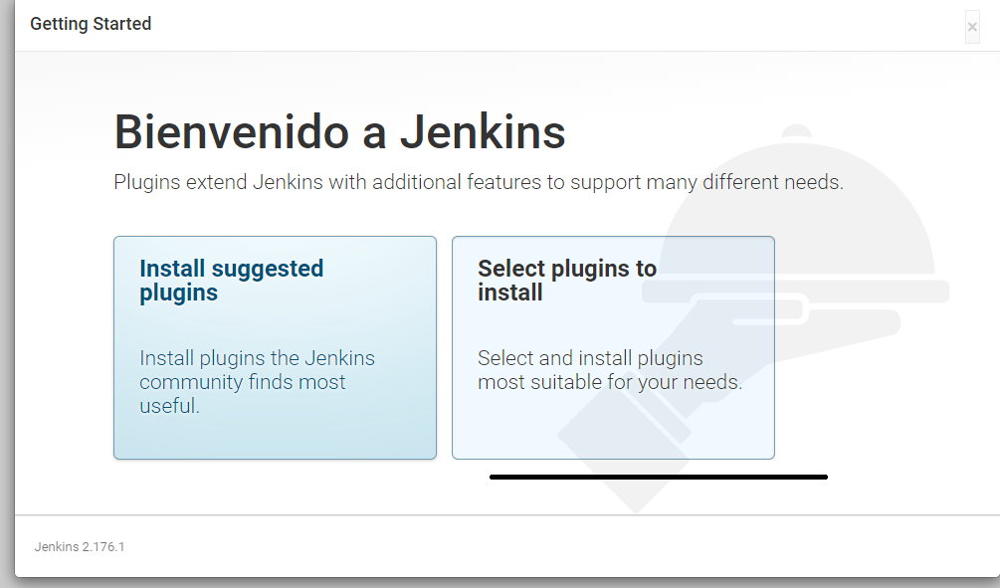 Getting Started
×
Bienvenido a Jenkins
Plugins extend Jenkins with additional features to support many different needs.
Install suggested
plugins
Install plugins the Jenkins
community finds most
useful.
Select plugins to
install
Select and install plugins
most suitable for your needs.
Jenkins 2.176.1